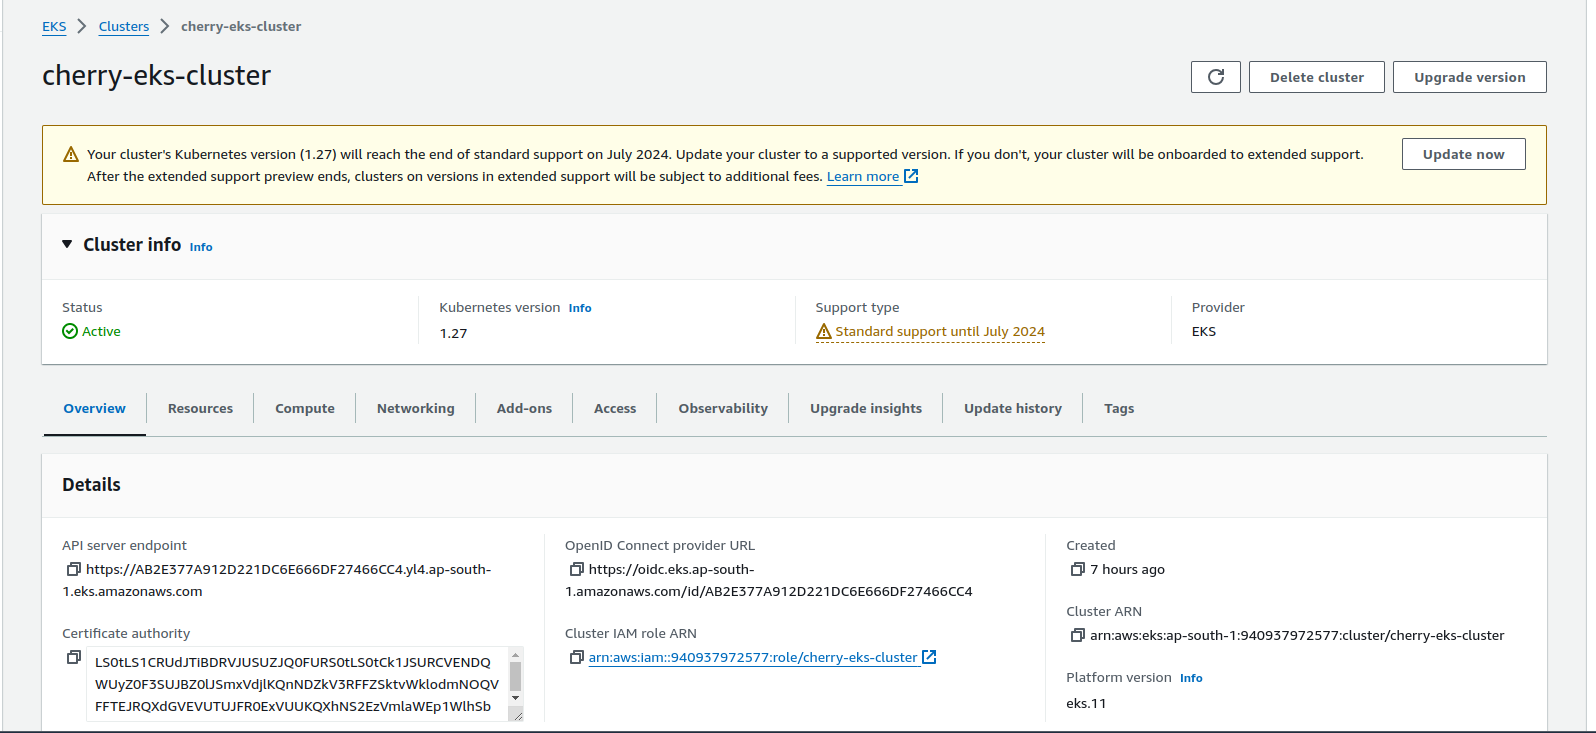 EKS > Clusters > cherry-eks-cluster
cherry-eks-cluster
Delete cluster
Upgrade version
Your cluster's Kubernetes version (1.27) will reach the end of standard support on July 2024. Update your cluster to a supported version. If you don't, your cluster will be onboarded to extended support.
After the extended support preview ends, clusters on versions in extended support will be subject to additional fees. Learn more
Update now
Cluster info Info
Status
Active
Kubernetes version Info
1.27
Support type
Standard support until July 2024
Provider
EKS
Overview Resources Compute Networking Add-ons Access Observability Upgrade insights Update history Tags
Details
API server endpoint
https://AB2E377A912D221DC6E666DF27466CC4.yl4.ap-south-
1.eks.amazonaws.com
Certificate authority
LS0tLS1CRUdJTiBDRVJUSUZJQ0FURS0tLS0tCk1JSURCVENDQ
WUyZ0F3SUJBZ0lJSmxVdjlKQnNDZkV3RFFZSktvWklodmNOQV
FFTEJRQXdGVEVUTUJFR0ExVUUKQXhNS2EzVmlaWEp1WlhSb
OpenID Connect provider URL
https://oidc.eks.ap-south-
1.amazonaws.com/id/AB2E377A912D221DC6E666DF27466CC4
Cluster IAM role ARN
arn:aws:iam::940937972577:role/cherry-eks-cluster
Created
7 hours ago
Cluster ARN
arn:aws:eks:ap-south-1:940937972577:cluster/cherry-eks-cluster
Platform version Info
eks.11